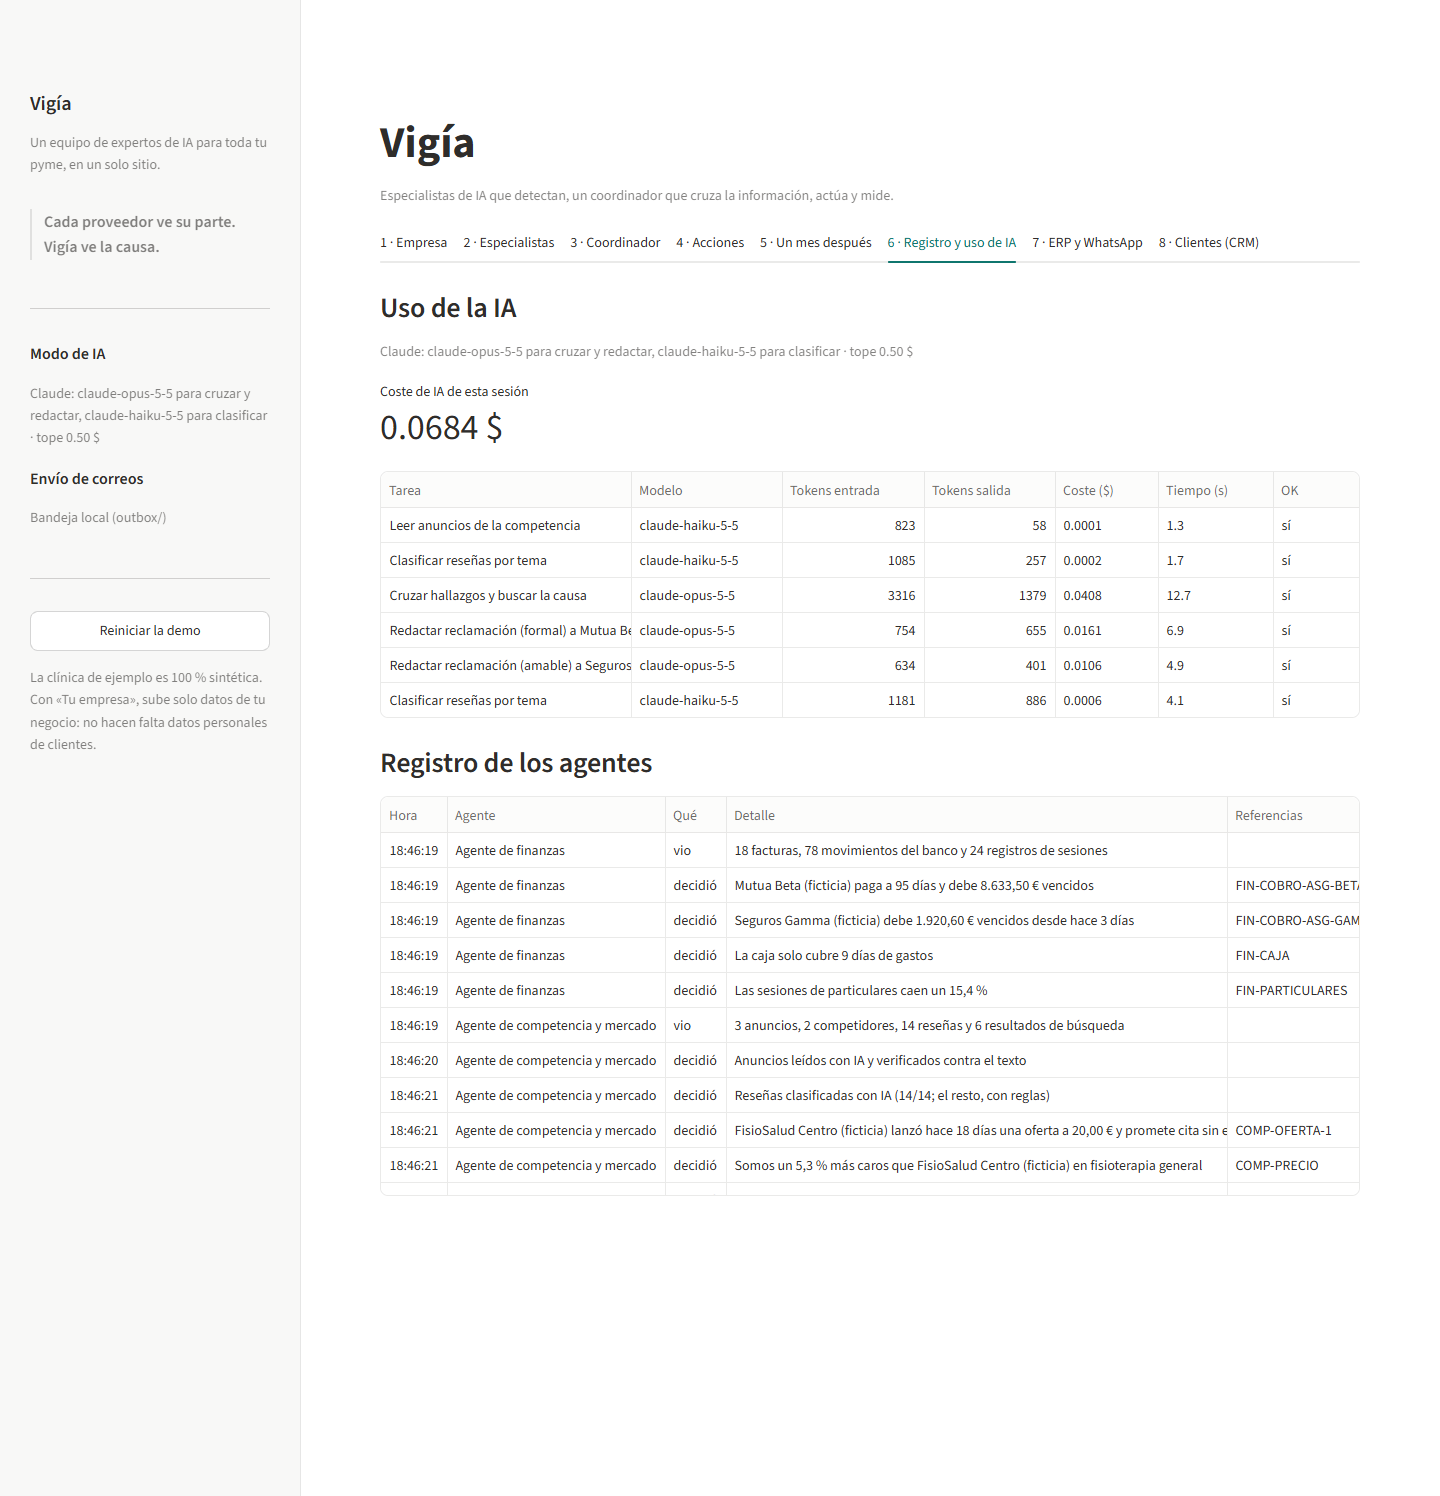 Vigía
Un equipo de expertos de IA para toda tu
pyme, en un solo sitio.
Cada proveedor ve su parte.
Vigía ve la causa.
Modo de IA
Claude: claude-opus-5-5 para cruzar y
redactar, claude-haiku-5-5 para clasificar
· tope 0.50 $
Envío de correos
Bandeja local (outbox/)
Reiniciar la demo
La clínica de ejemplo es 100 % sintética.
Con «Tu empresa», sube solo datos de tu
negocio: no hacen falta datos personales
de clientes.
Vigía
Especialistas de IA que detectan, un coordinador que cruza la información, actúa y mide.
1 · Empresa 2 · Especialistas 3 · Coordinador 4 · Acciones 5 · Un mes después 6 · Registro y uso de IA 7 · ERP y WhatsApp 8 · Clientes (CRM)
Uso de la IA
Claude: claude-opus-5-5 para cruzar y redactar, claude-haiku-5-5 para clasificar · tope 0.50 $
Coste de IA de esta sesión
0.0684 $
Tarea Modelo Tokens entrada Tokens salida Coste ($) Tiempo (s) OK
Leer anuncios de la competencia claude-haiku-5-5 823 58 0.0001 1.3 sí
Clasificar reseñas por tema claude-haiku-5-5 1085 257 0.0002 1.7 sí
Cruzar hallazgos y buscar la causa claude-opus-5-5 3316 1379 0.0408 12.7 sí
Redactar reclamación (formal) a Mutua Be claude-opus-5-5 754 655 0.0161 6.9 sí
Redactar reclamación (amable) a Seguros claude-opus-5-5 634 401 0.0106 4.9 sí
Clasificar reseñas por tema claude-haiku-5-5 1181 886 0.0006 4.1 sí
Registro de los agentes
Hora Agente Qué Detalle Referencias
18:46:19 Agente de finanzas vio 18 facturas, 78 movimientos del banco y 24 registros de sesiones
18:46:19 Agente de finanzas decidió Mutua Beta (ficticia) paga a 95 días y debe 8.633,50 € vencidos FIN-COBRO-ASG-BETA
18:46:19 Agente de finanzas decidió Seguros Gamma (ficticia) debe 1.920,60 € vencidos desde hace 3 días FIN-COBRO-ASG-GAM
18:46:19 Agente de finanzas decidió La caja solo cubre 9 días de gastos FIN-CAJA
18:46:19 Agente de finanzas decidió Las sesiones de particulares caen un 15,4 % FIN-PARTICULARES
18:46:19 Agente de competencia y mercado vio 3 anuncios, 2 competidores, 14 reseñas y 6 resultados de búsqueda
18:46:20 Agente de competencia y mercado decidió Anuncios leídos con IA y verificados contra el texto
18:46:21 Agente de competencia y mercado decidió Reseñas clasificadas con IA (14/14; el resto, con reglas)
18:46:21 Agente de competencia y mercado decidió FisioSalud Centro (ficticia) lanzó hace 18 días una oferta a 20,00 € y promete cita sin e COMP-OFERTA-1
18:46:21 Agente de competencia y mercado decidió Somos un 5,3 % más caros que FisioSalud Centro (ficticia) en fisioterapia general COMP-PRECIO